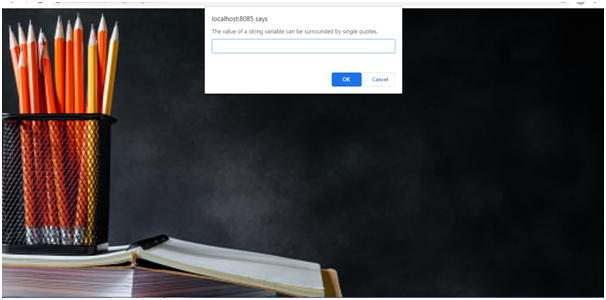 localhost:8085 says
The value of a string variable can be surrounded by single quotes.
OK
Cancel